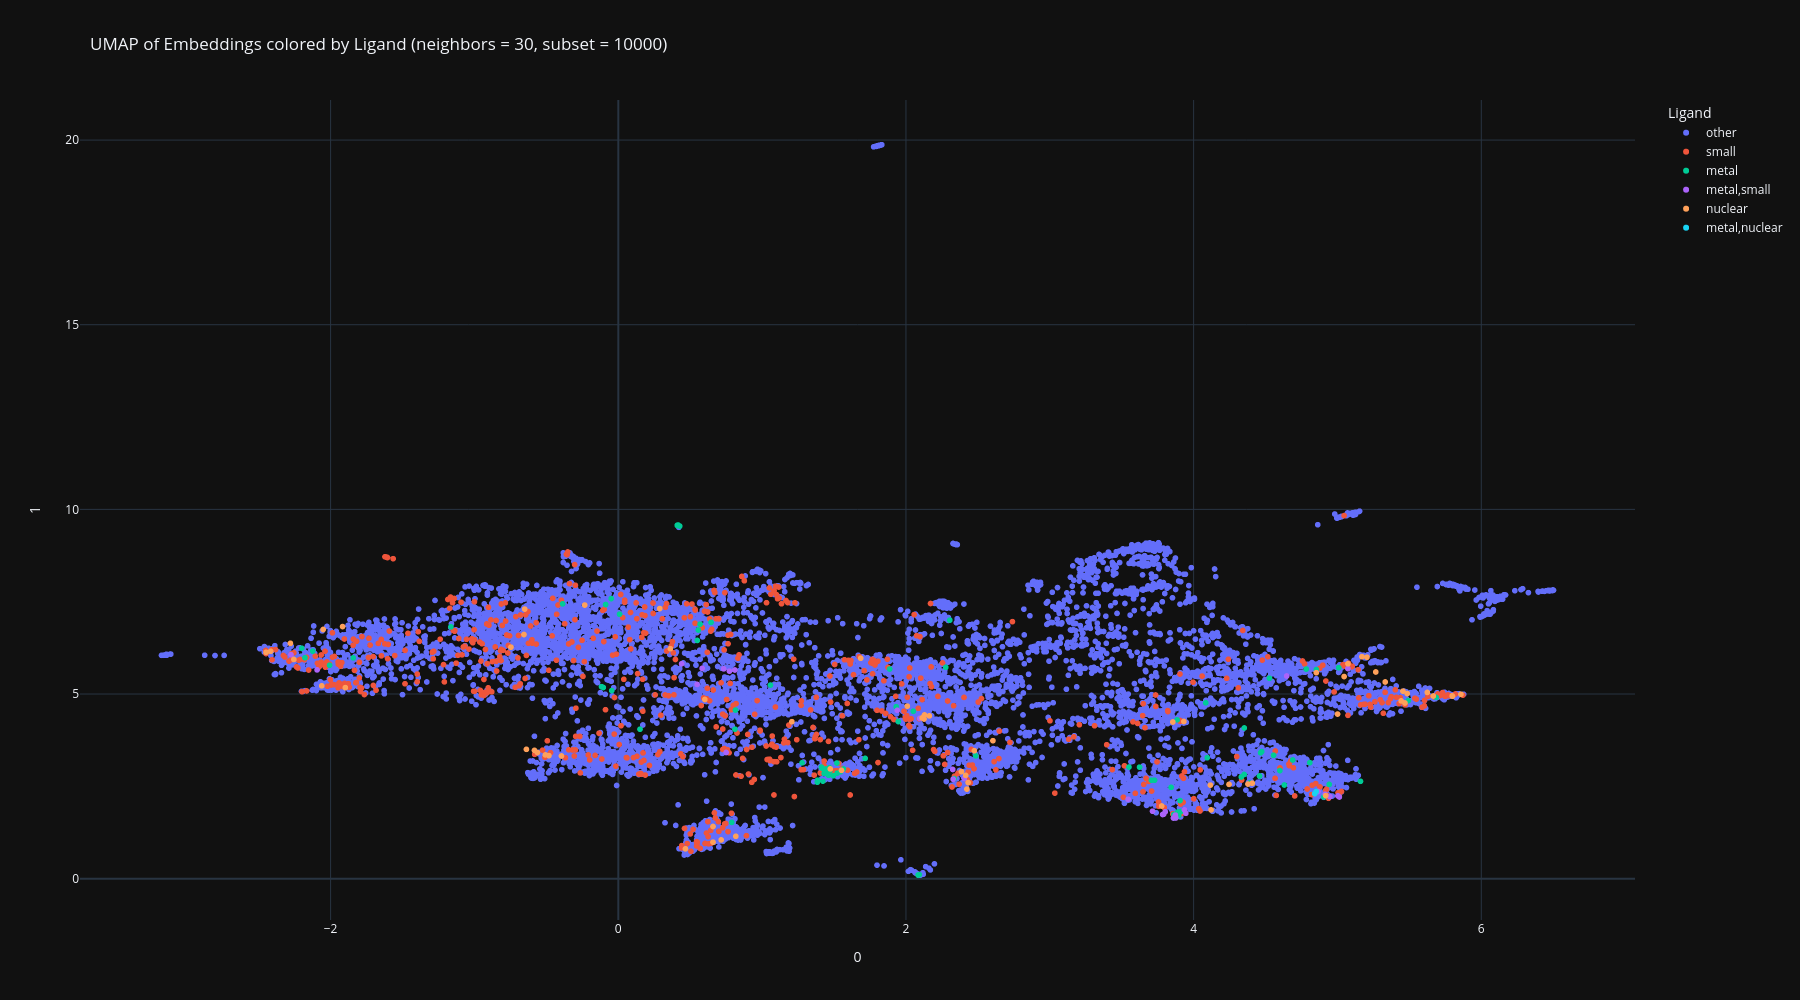 UMAP of Embeddings colored by Ligand (neighbors = 30, subset = 10000)
Ligand
other
small
metal
metal,small
nuclear
metal,nuclear
20
15
10
5
0
1
−2
0
2
4
6
0